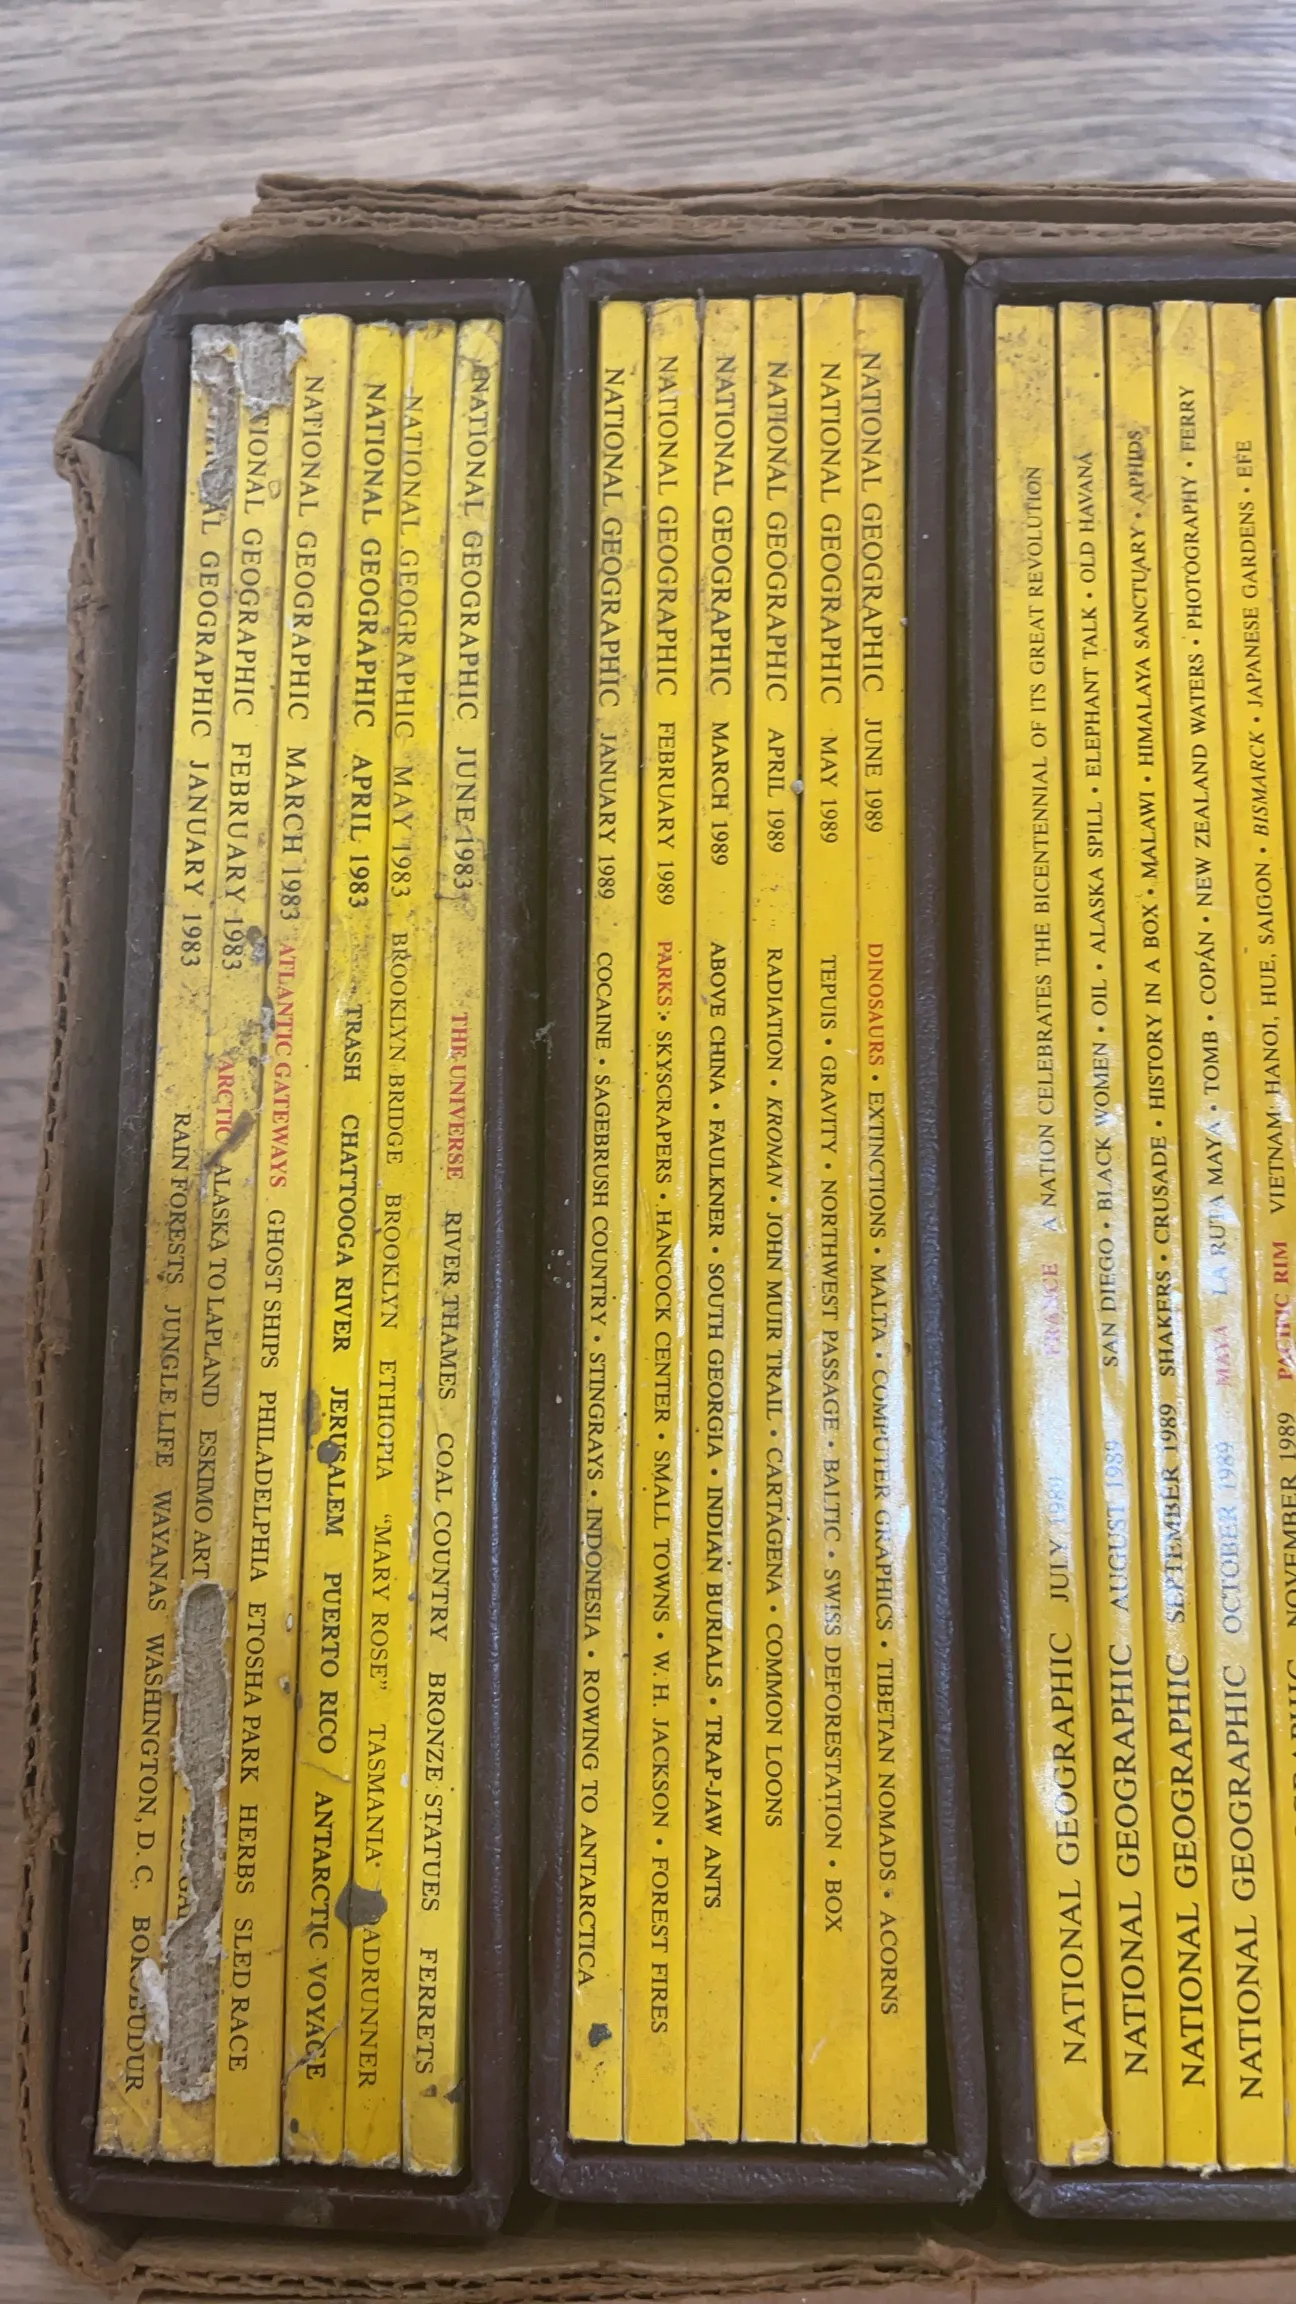 NATIONAL GEOGRAPHIC JANUARY 1983 RAIN FORESTS JUNGLE LIFE WAYANAS WASHINGTON, D. C.
GEOGRAPHIC FEBRUARY 1983 ARCTIC ALASKA TO LAPLAND ESKIMO ART
NATIONAL GEOGRAPHIC MARCH 1983 ATLANTIC GATEWAYS GHOST SHIPS PHILADELPHIA ETOSHA PARK HERBS SLED RACE
NATIONAL GEOGRAPHIC APRIL 1983 TRASH CHATTOOGA RIVER JERUSALEM PUERTO RICO ANTARCTIC VOYAGE
NATIONAL GEOGRAPHIC MAY 1983 BROOKLYN BRIDGE BROOKLYN ETHIOPIA “MARY ROSE” TASMANIA ADRUNNER
NATIONAL GEOGRAPHIC JUNE 1983 THE UNIVERSE RIVER THAMES COAL COUNTRY BRONZE STATUES FERRETS
NATIONAL GEOGRAPHIC JANUARY 1989 COCAINE • SAGEBRUSH COUNTRY • STINGRAYS • INDONESIA • ROWING TO ANTARCTICA
NATIONAL GEOGRAPHIC FEBRUARY 1989 PARKS • SKYSCRAPERS • HANCOCK CENTER • SMALL TOWNS • W. H. JACKSON • FOREST FIRES
NATIONAL GEOGRAPHIC MARCH 1989 ABOVE CHINA • FAULKNER • SOUTH GEORGIA • INDIAN BURIALS • TRAP-JAW ANTS
NATIONAL GEOGRAPHIC APRIL 1989 RADIATION • KRONAN • JOHN MUIR TRAIL • CARTAGENA • COMMON LOONS
NATIONAL GEOGRAPHIC MAY 1989 TEPUIS • GRAVITY • NORTHWEST PASSAGE • BALTIC • SWISS DEFORESTATION • BOX
NATIONAL GEOGRAPHIC JUNE 1989 DINOSAURS • EXTINCTIONS • MALTA • COMPUTER GRAPHICS • TIBETAN NOMADS • ACORNS
NATIONAL GEOGRAPHIC JULY 1989 FRANCE A NATION CELEBRATES THE BICENTENNIAL OF ITS GREAT REVOLUTION
NATIONAL GEOGRAPHIC AUGUST 1989 SAN DIEGO • BLACK WOMEN • OIL • ALASKA SPILL • ELEPHANT TALK • OLD HAVANA
NATIONAL GEOGRAPHIC SEPTEMBER 1989 SHAKERS • CRUSADE • HISTORY IN A BOX • MALAWI • HIMALAYA SANCTUARY • APHIDS
NATIONAL GEOGRAPHIC OCTOBER 1989 MAYA LA RUTA MAYA • TOMB • COPÁN • NEW ZEALAND WATERS • PHOTOGRAPHY • FERRY
NOVEMBER 1989 PACIFIC RIM VIETNAM: HANOI, HUE, SAIGON • BISMARCK • JAPANESE GARDENS • EFE